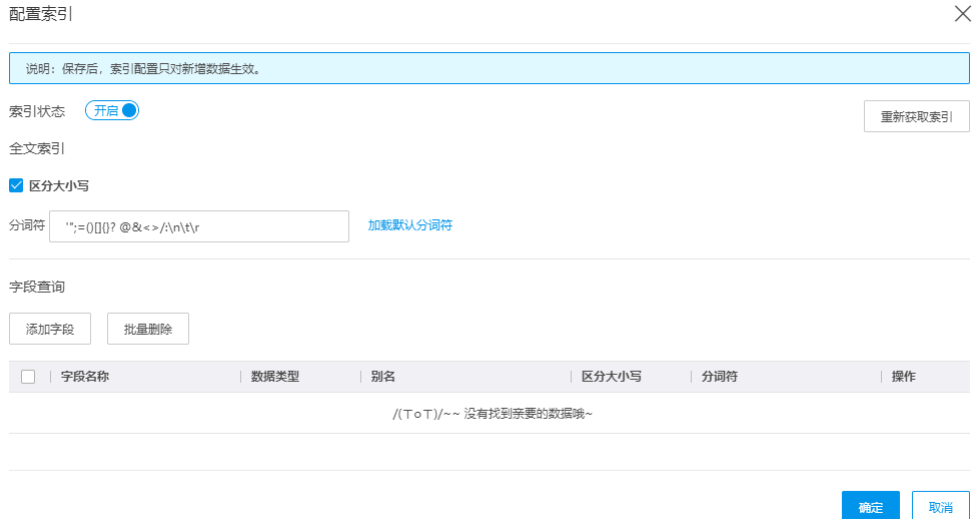 配置索引
说明：保存后，索引配置只对新增数据生效。
索引状态 开启 重新获取索引
全文索引
区分大小写
分词符 '";=()[]{}? @&<>/:\n\t\r 加载默认分词符
字段查询
添加字段 批量删除
字段名称 数据类型 别名 区分大小写 分词符 操作
/(ㄒoㄒ)/~~ 没有找到亲要的数据哦~
确定 取消